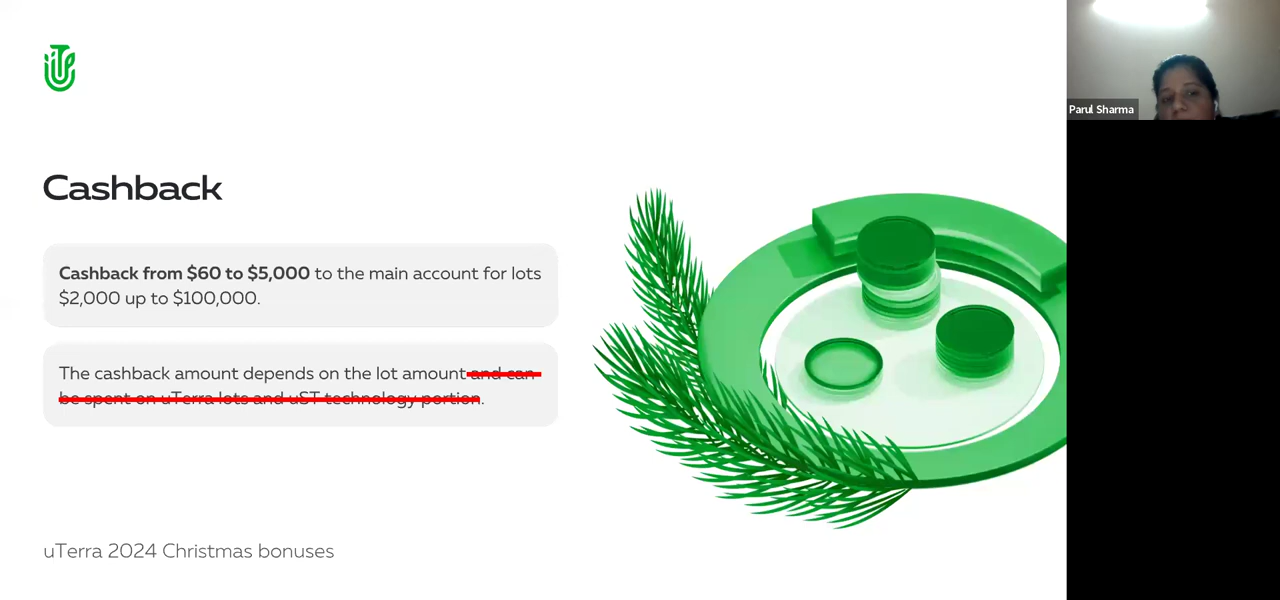 Parul Sharma
Cashback
Cashback from $60 to $5,000 to the main account for lots
$2,000 up to $100,000.
The cashback amount depends on the lot amount and can
be spent on uTerra lots and uST technology portion.
uTerra 2024 Christmas bonuses